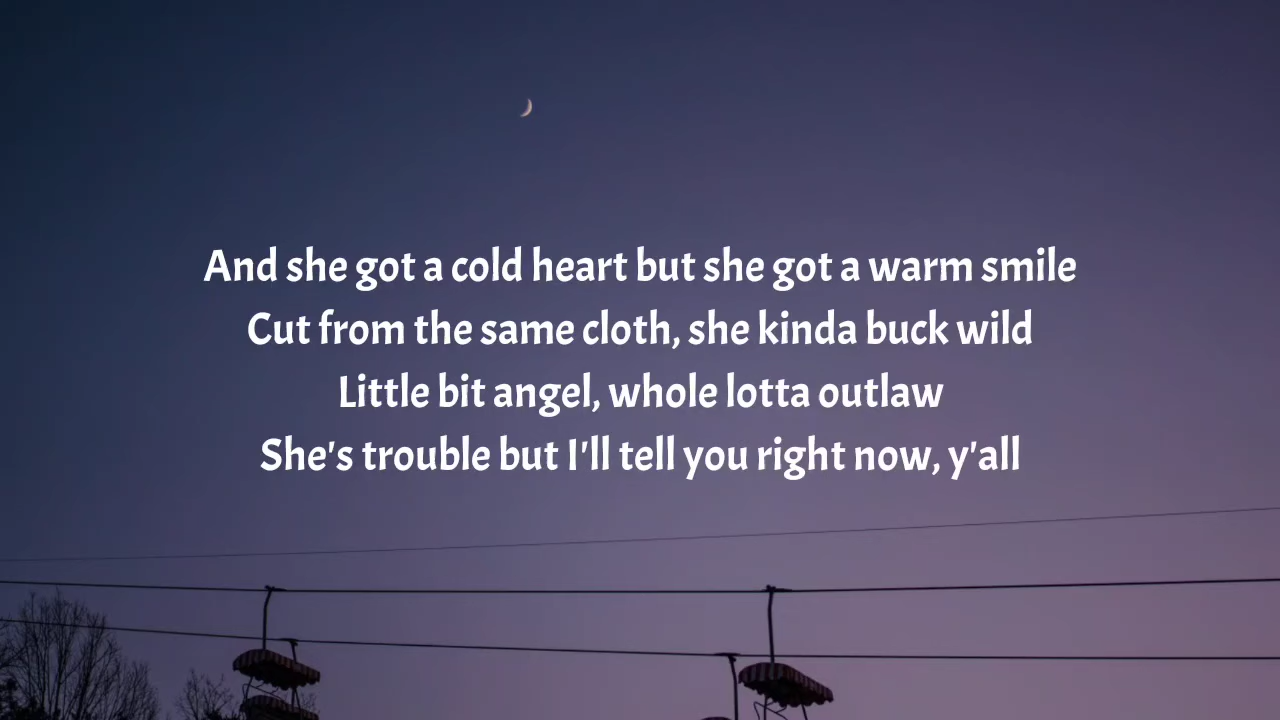 And she got a cold heart but she got a warm smile
Cut from the same cloth, she kinda buck wild
Little bit angel, whole lotta outlaw
She's trouble but I'll tell you right now, y'all